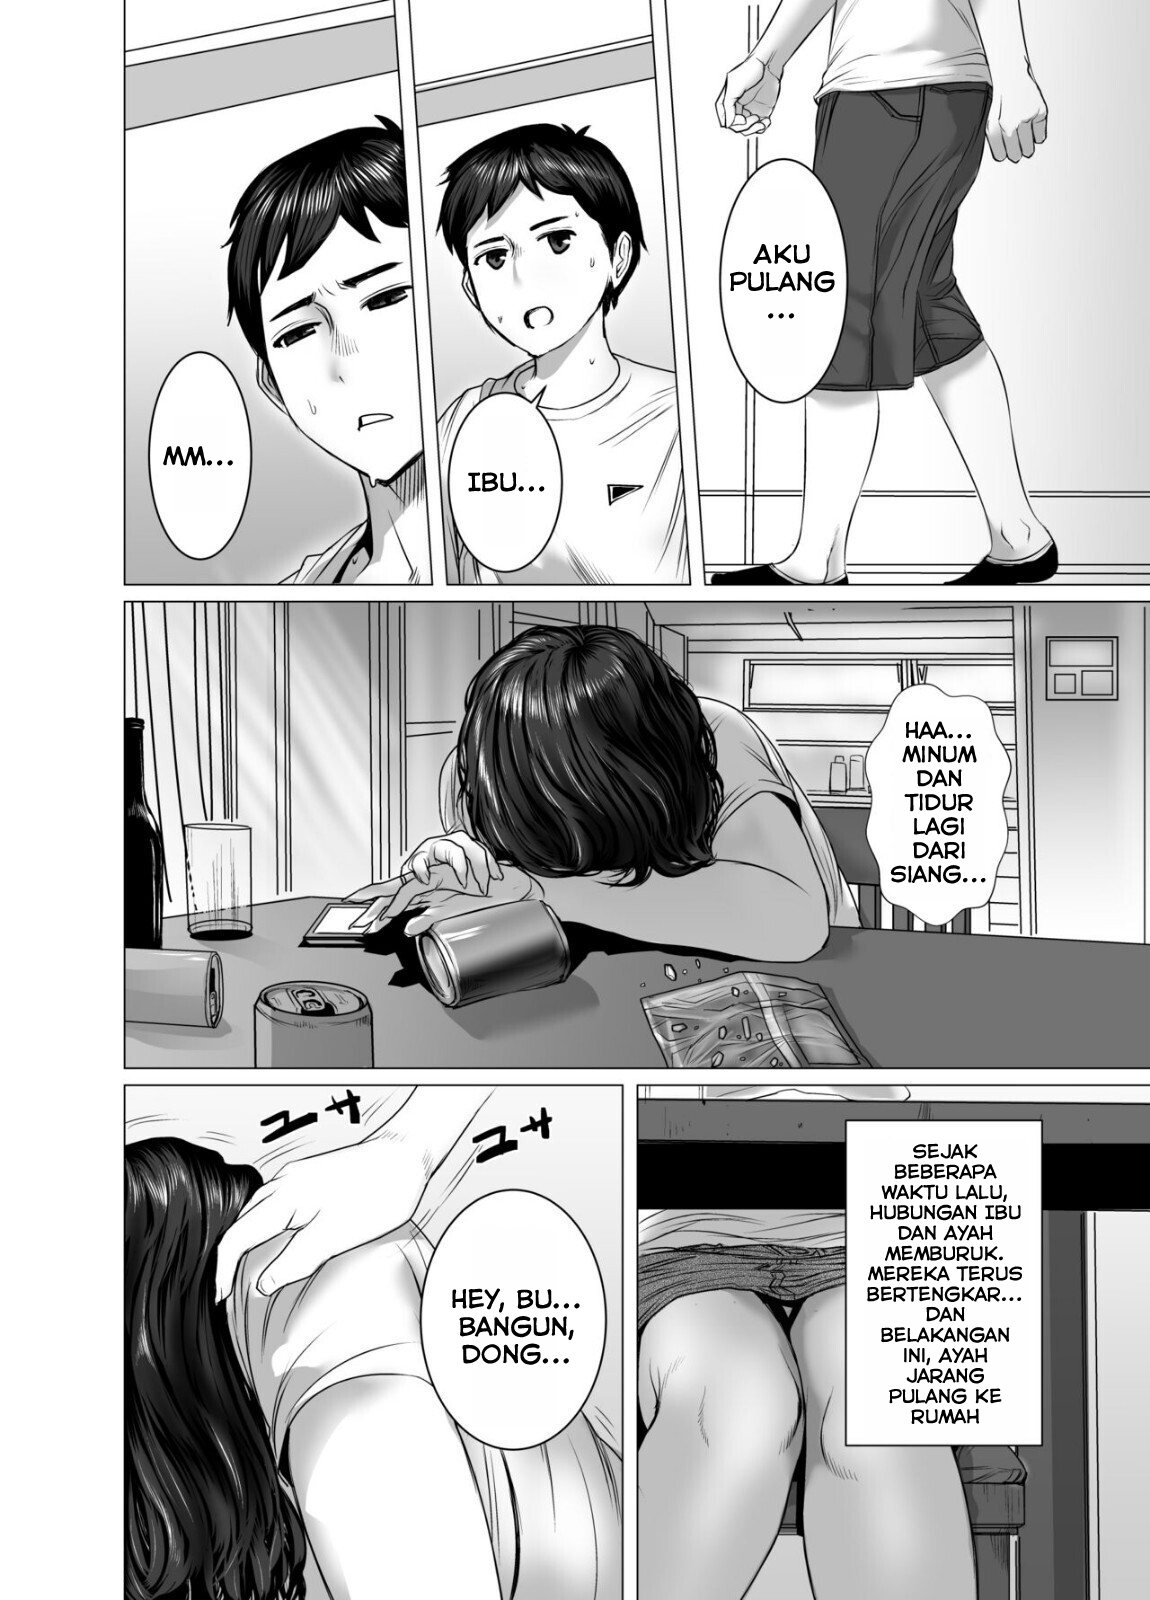 AKU
PULANG
...
IBU...
MM...
HAA...
MINUM
DAN
TIDUR
LAGI
DARI
SIANG...
SEJAK
BEBERAPA
WAKTU LALU,
HUBUNGAN IBU
DAN AYAH
MEMBURUK.
MEREKA TERUS
BERTENGKAR...
DAN
BELAKANGAN
INI, AYAH
JARANG
PULANG KE
RUMAH
ユサ
ユサ
HEY, BU...
BANGUN,
DONG...